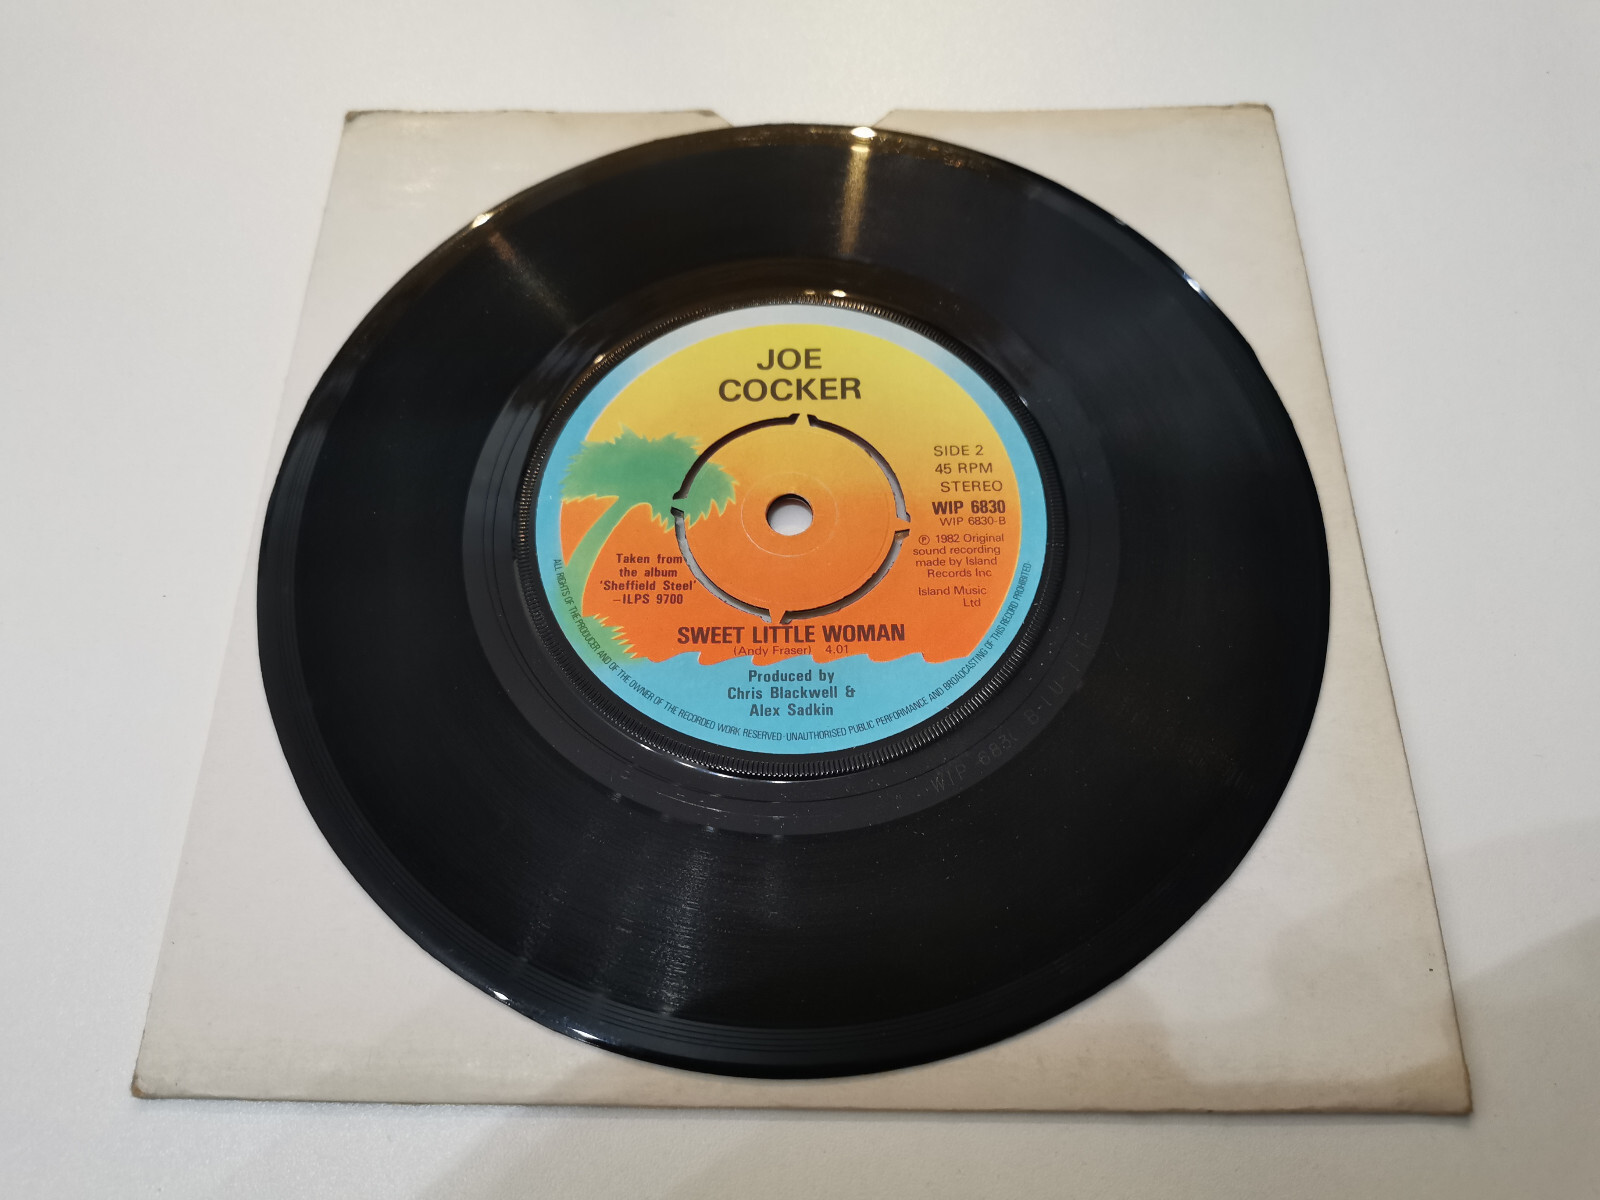 JOE
COCKER
SIDE 2
45 RPM
STEREO
WIP 6830
WIP 6830-B
℗ 1982 Original
sound recording
made by Island
Records Inc
Island Music
Ltd
Taken from
the album
'Sheffield Steel'
-ILPS 9700
SWEET LITTLE WOMAN
(Andy Fraser) 4.01
Produced by
Chris Blackwell &
Alex Sadkin
ALL RIGHTS OF THE PRODUCER AND OF THE OWNER OF THE RECORDED WORK RESERVED·UNAUTHORISED PUBLIC PERFORMANCE AND BROADCASTING OF THIS RECORD PROHIBITED·